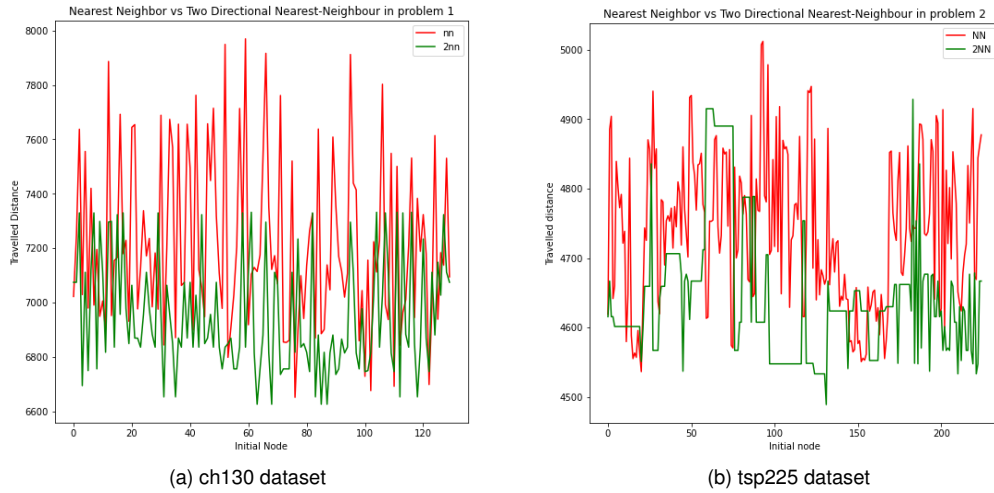 Nearest Neighbor vs Two Directional Nearest-Neighbour in problem 1
nn
2nn
8000
7800
7600
7400
7200
7000
6800
6600
Travelled Distance
0 20 40 60 80 100 120
Initial Node
(a) ch130 dataset
Nearest Neighbor vs Two Directional Nearest-Neighbour in problem 2
NN
2NN
5000
4900
4800
4700
4600
4500
Travelled distance
0 50 100 150 200
Initial node
(b) tsp225 dataset